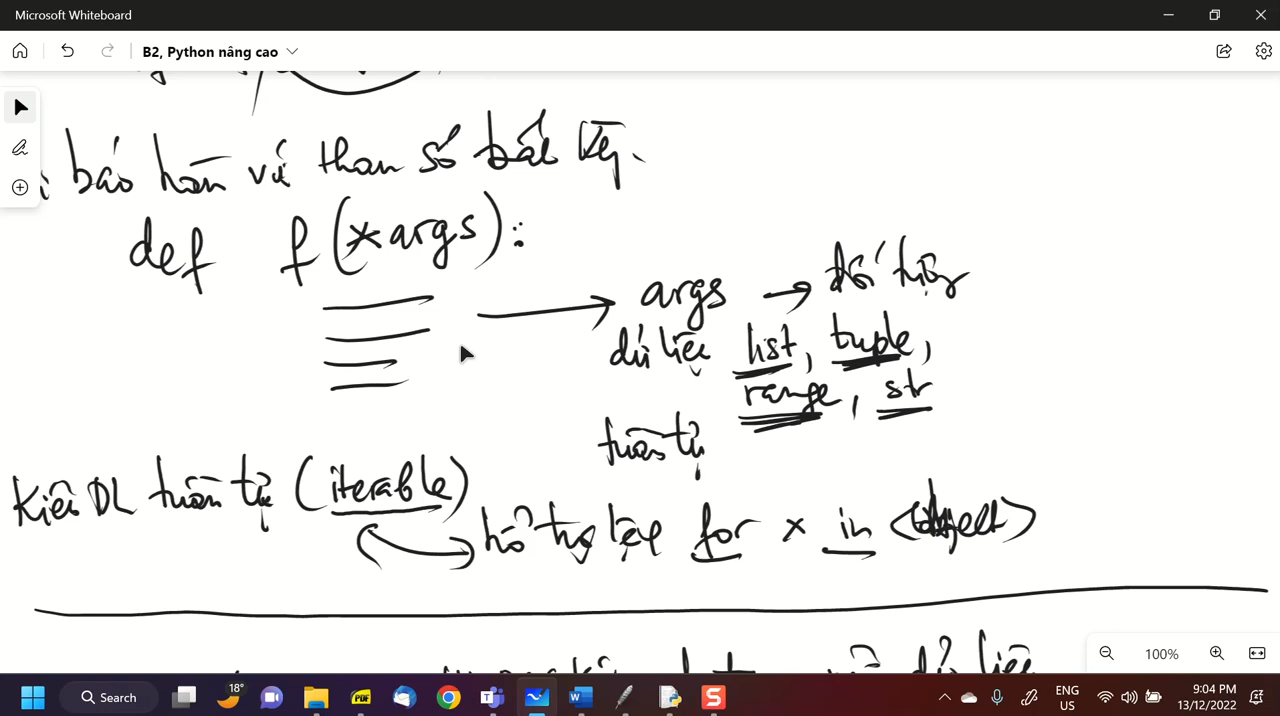 Microsoft Whiteboard
B2, Python nâng cao
báo hàm với tham số bất kỳ.
def f(*args):
args → đối tượng
dữ liệu list, tuple,
range, str
tuần tự
Kiểu DL tuần tự (iterable)
hỗ trợ lặp for x in <object>
100%
Search
18°
ENG
US
9:04 PM
13/12/2022